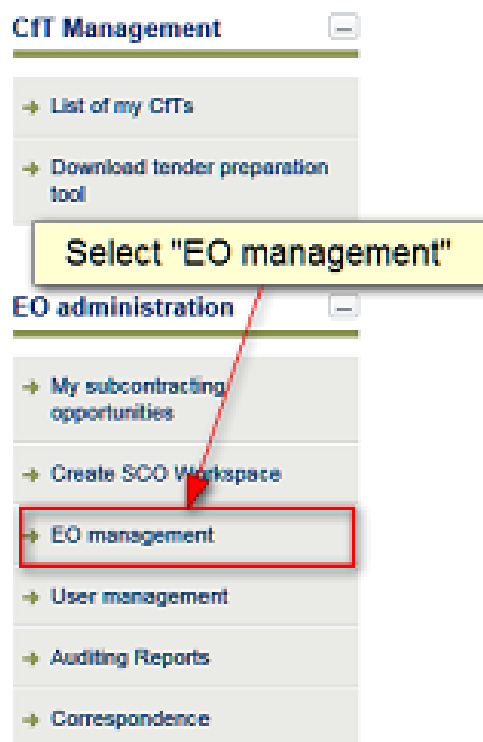 CfT Management
List of my CfTs
Download tender preparation
tool
Select "EO management"
EO administration
My subcontracting
opportunities
Create SCO Workspace
EO management
User management
Auditing Reports
Correspondence